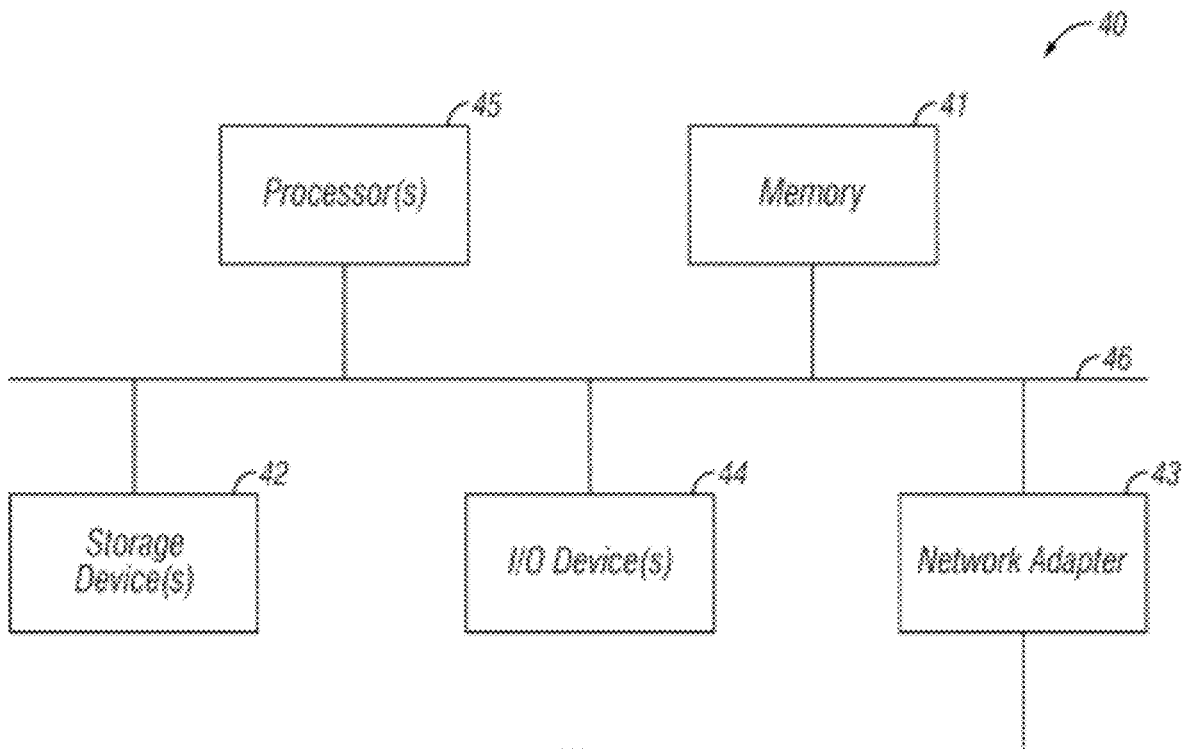 40
45
41
Processor(s)
Memory
46
42
44
43
Storage
Device(s)
I/O Device(s)
Network Adapter